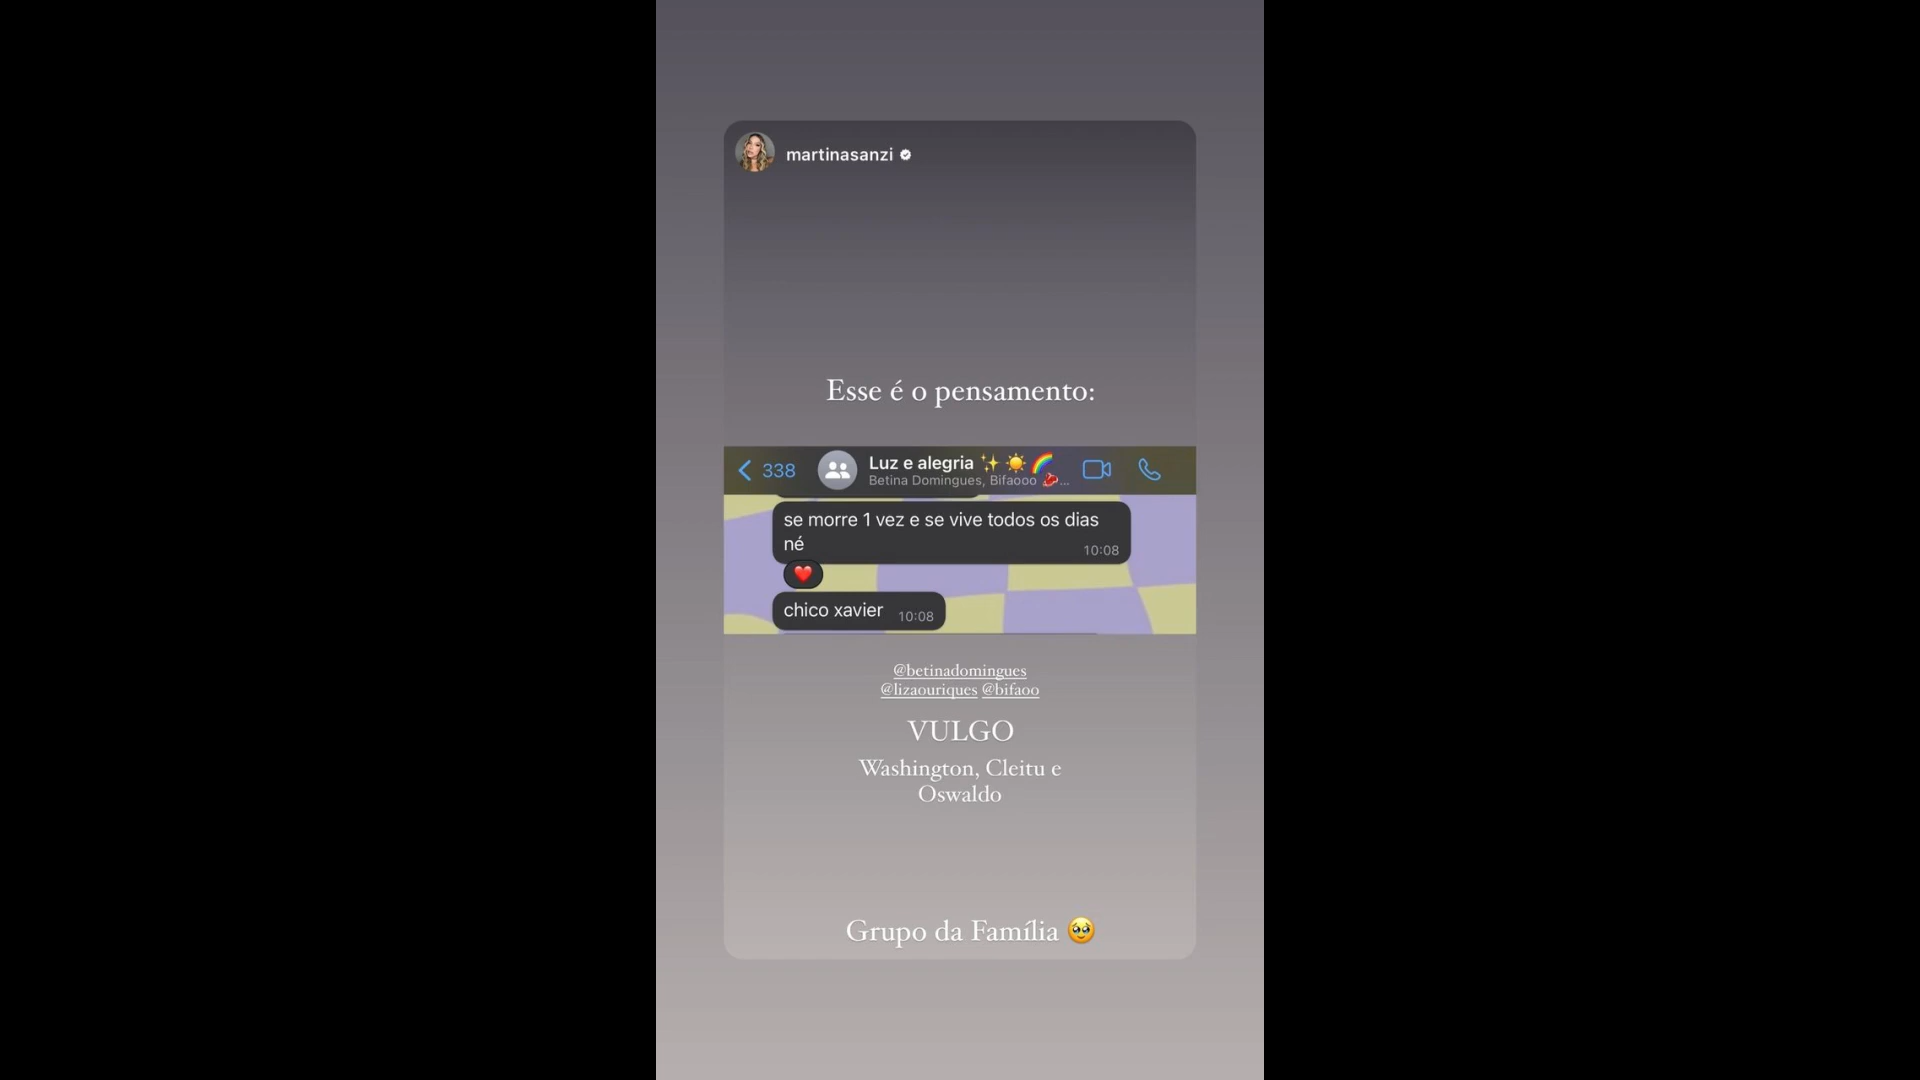 martinasanzi
Esse é o pensamento:
338
Luz e alegria ✨ ☀️ 🌈
Betina Domingues, Bifaooo 🥩...
se morre 1 vez e se vive todos os dias
né
10:08
❤️
chico xavier 10:08
@betinadomingues
@lizaouriques @bifaoo
VULGO
Washington, Cleitu e
Oswaldo
Grupo da Família 🥹